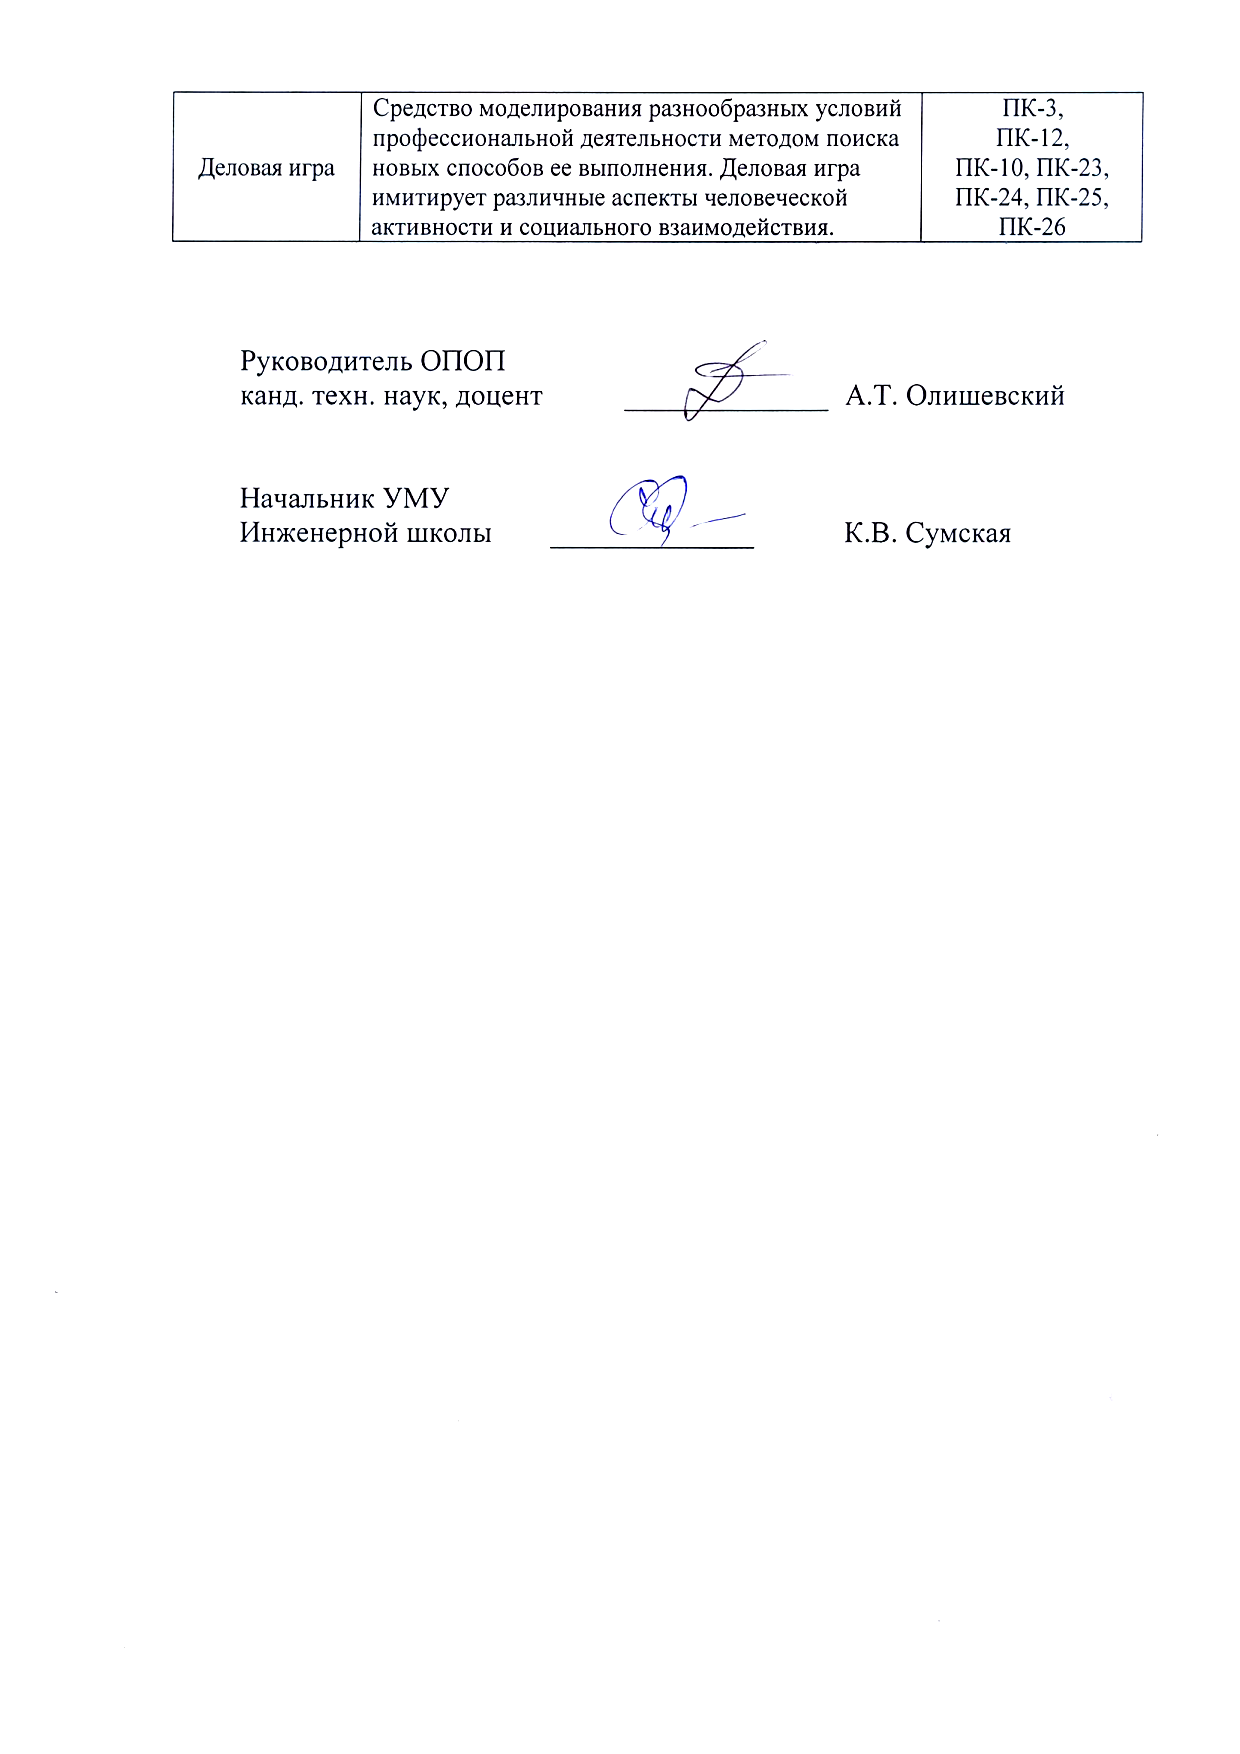 Деловая игра
Средство моделирования разнообразных условий
профессиональной деятельности методом поиска
новых способов ее выполнения. Деловая игра
имитирует различные аспекты человеческой
активности и социального взаимодействия.
ПК-3,
ПК-12,
ПК-10, ПК-23,
ПК-24, ПК-25,
ПК-26
Руководитель ОПОП
канд. техн. наук, доцент А.Т. Олишевский
Начальник УМУ
Инженерной школы К.В. Сумская